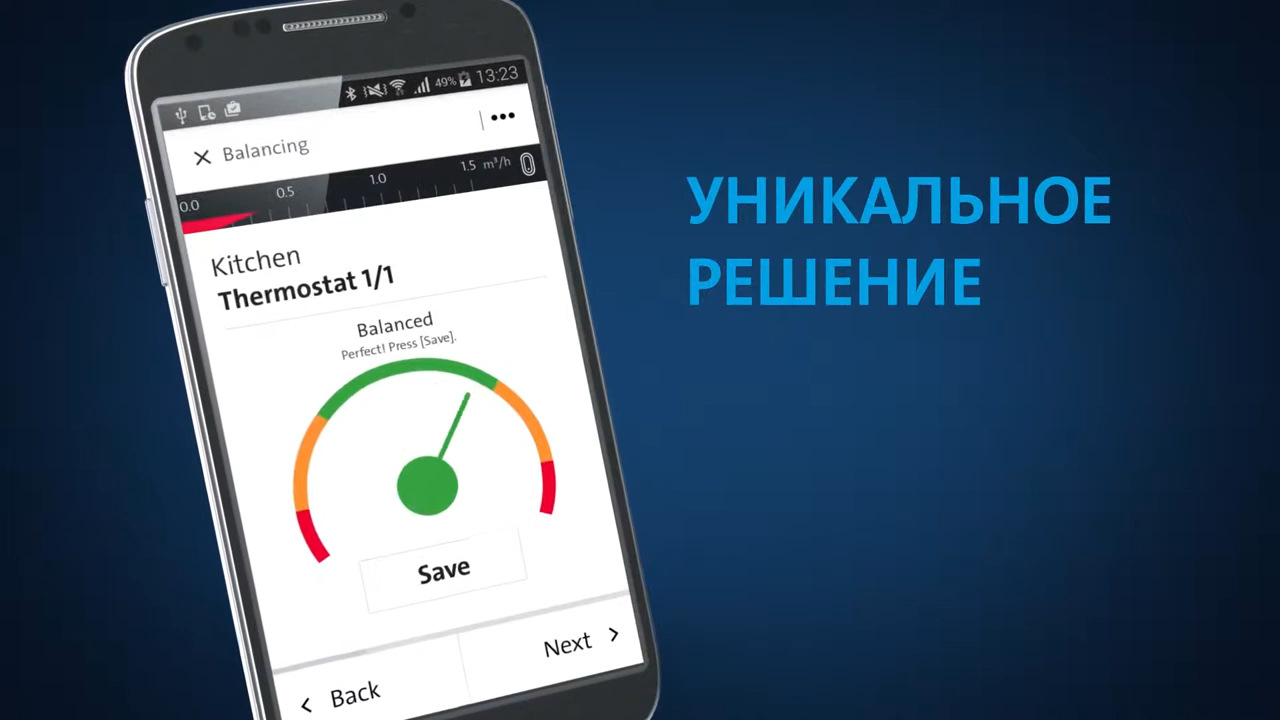 49% 13:23
Balancing
0.0 0.5 1.0 1.5 m³/h
Kitchen
Thermostat 1/1
Balanced
Perfect! Press [Save].
Save
Back Next
УНИКАЛЬНОЕ
РЕШЕНИЕ